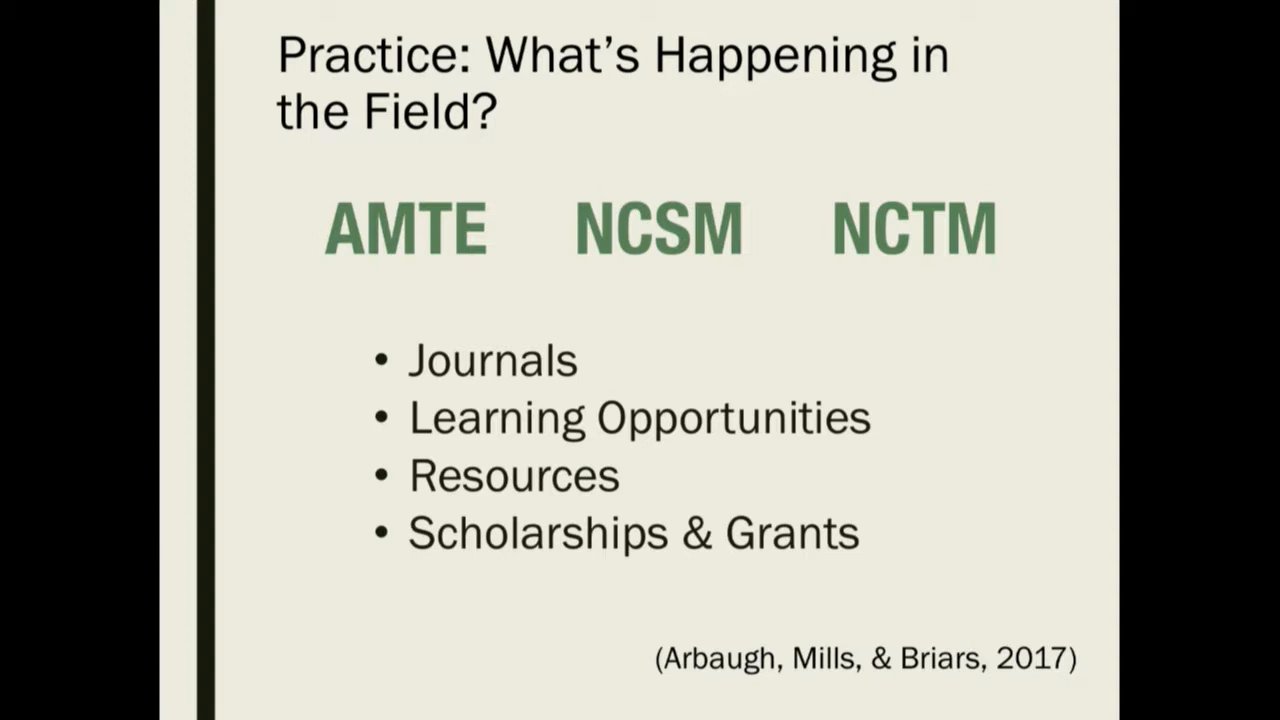 Practice: What’s Happening in
the Field?
AMTE NCSM NCTM
• Journals
• Learning Opportunities
• Resources
• Scholarships & Grants
(Arbaugh, Mills, & Briars, 2017)